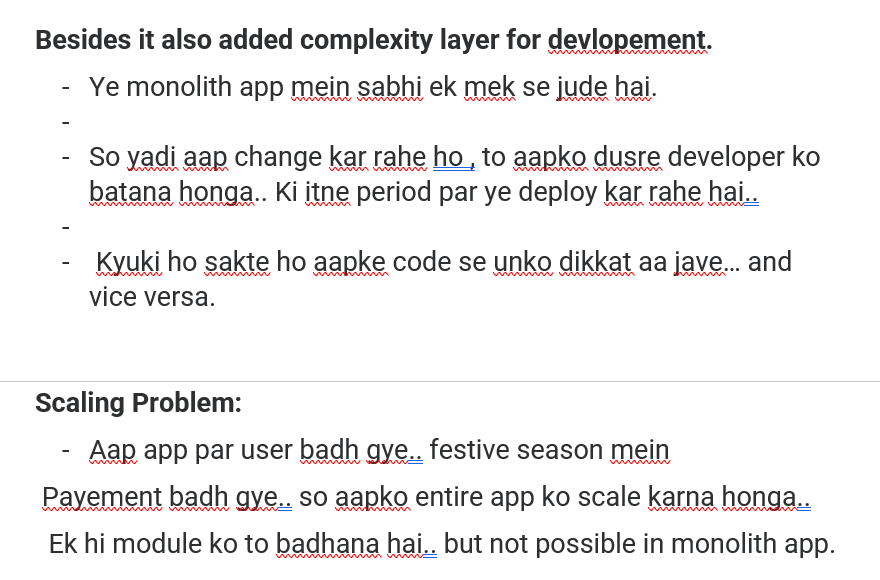 Besides it also added complexity layer for devlopement.
- Ye monolith app mein sabhi ek mek se jude hai.
-
- So yadi aap change kar rahe ho , to aapko dusre developer ko
batana honga.. Ki itne period par ye deploy kar rahe hai..
-
- Kyuki ho sakte ho aapke code se unko dikkat aa jave... and
vice versa.
Scaling Problem:
- Aap app par user badh gye.. festive season mein
Payement badh gye.. so aapko entire app ko scale karna honga..
Ek hi module ko to badhana hai.. but not possible in monolith app.